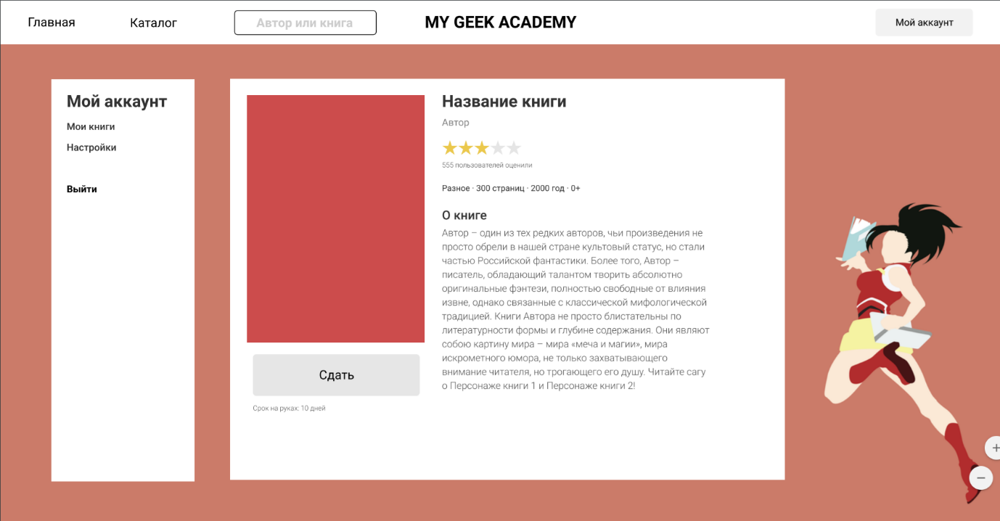 Главная
Каталог
Автор или книга
MY GEEK ACADEMY
Мой аккаунт
Мой аккаунт
Мои книги
Настройки
Выйти
Сдать
Срок на руках: 10 дней
Название книги
Автор
555 пользователей оценили
Разное · 300 страниц · 2000 год · 0+
О книге
Автор – один из тех редких авторов, чьи произведения не
просто обрели в нашей стране культовый статус, но стали
частью Российской фантастики. Более того, Автор –
писатель, обладающий талантом творить абсолютно
оригинальные фэнтези, полностью свободные от влияния
извне, однако связанные с классической мифологической
традицией. Книги Автора не просто блистательны по
литературности формы и глубине содержания. Они являют
собою картину мира – мира «меча и магии», мира
искрометного юмора, не только захватывающего
внимание читателя, но трогающего его душу. Читайте сагу
о Персонаже книги 1 и Персонаже книги 2!